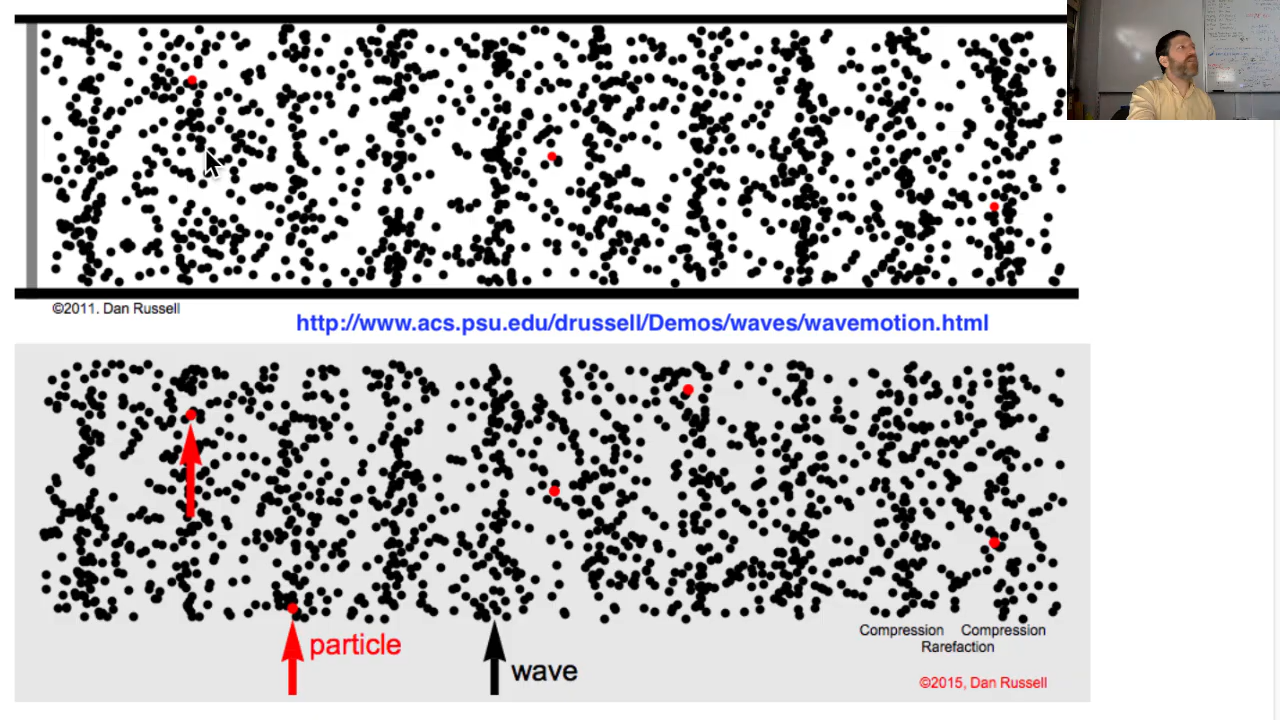 ©2011. Dan Russell
http://www.acs.psu.edu/drussell/Demos/waves/wavemotion.html
particle
wave
Compression Compression
Rarefaction
©2015, Dan Russell